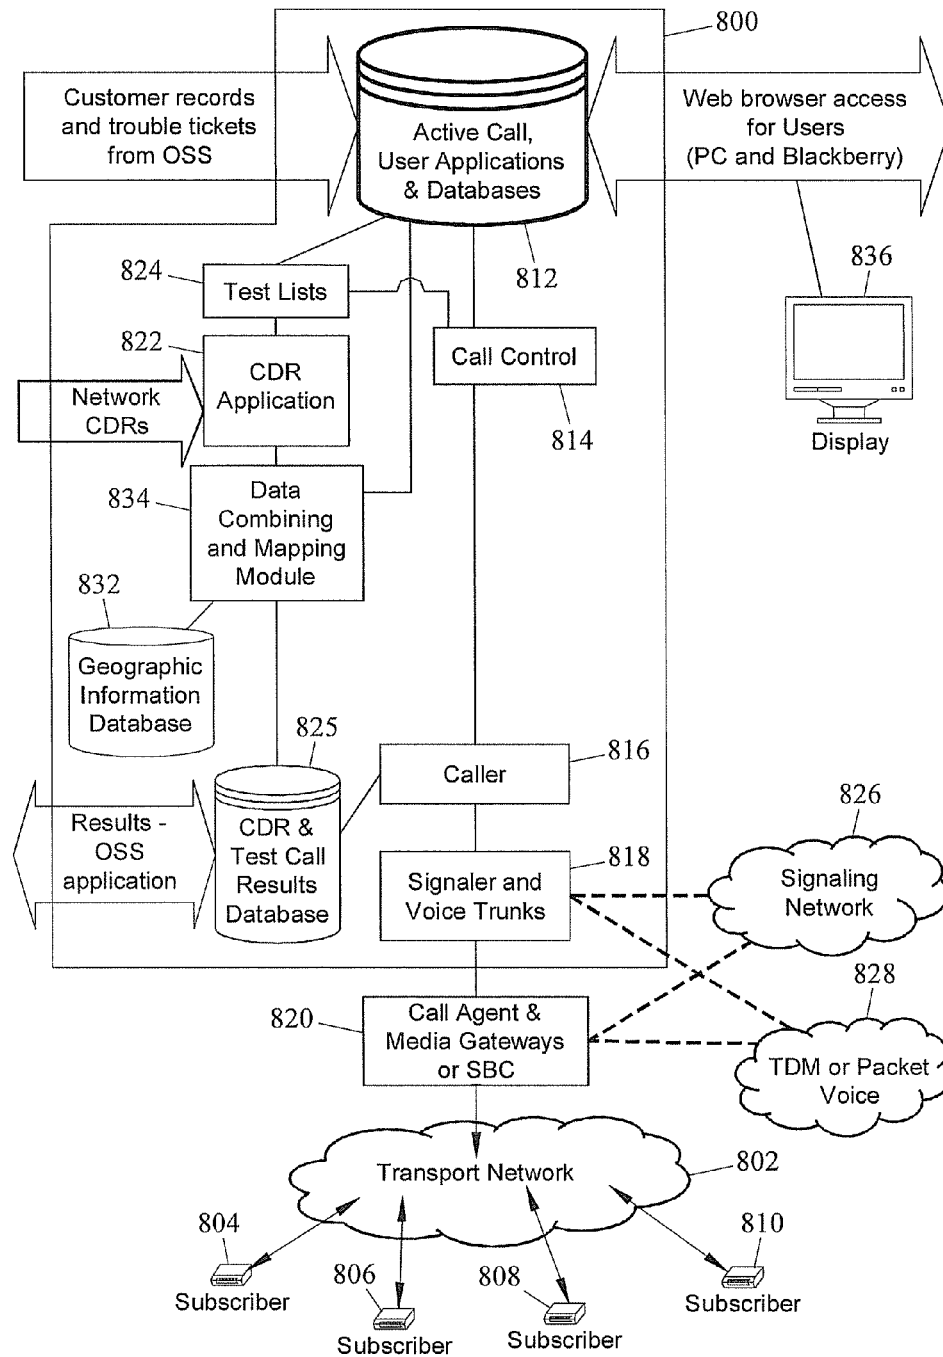 800
Customer records
and trouble tickets
from OSS
Active Call,
User Applications
& Databases
Web browser access
for Users
(PC and Blackberry)
812
824
Test Lists
836
822
CDR
Application
Call Control
814
Network
CDRs
Display
834
Data
Combining
and Mapping
Module
832
Geographic
Information
Database
825
Caller
816
Results -
OSS
application
CDR &
Test Call
Results
Database
Signaler and
Voice Trunks
818
826
Signaling
Network
820
Call Agent &
Media Gateways
or SBC
828
TDM or Packet
Voice
Transport Network
802
804
Subscriber
806
Subscriber
808
Subscriber
810
Subscriber